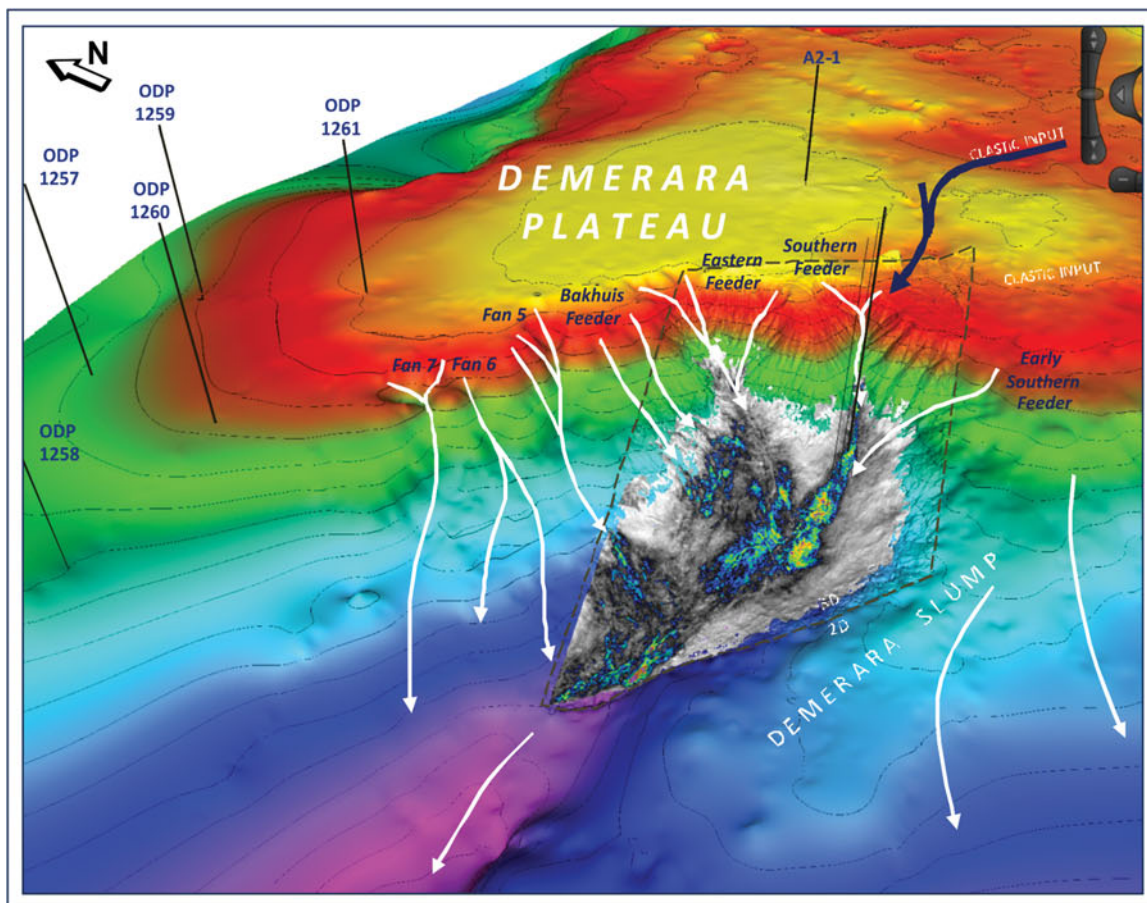 N
A2-1
ODP
1259
ODP
1261
ODP
1257
ODP
1260
CLASTIC INPUT
DEMERARA
PLATEAU
Southern
Feeder
Eastern
Feeder
CLASTIC INPUT
Bakhuis
Feeder
Fan 5
Fan 7
Fan 6
Early
Southern
Feeder
ODP
1258
3D
2D
DEMERARA SLUMP